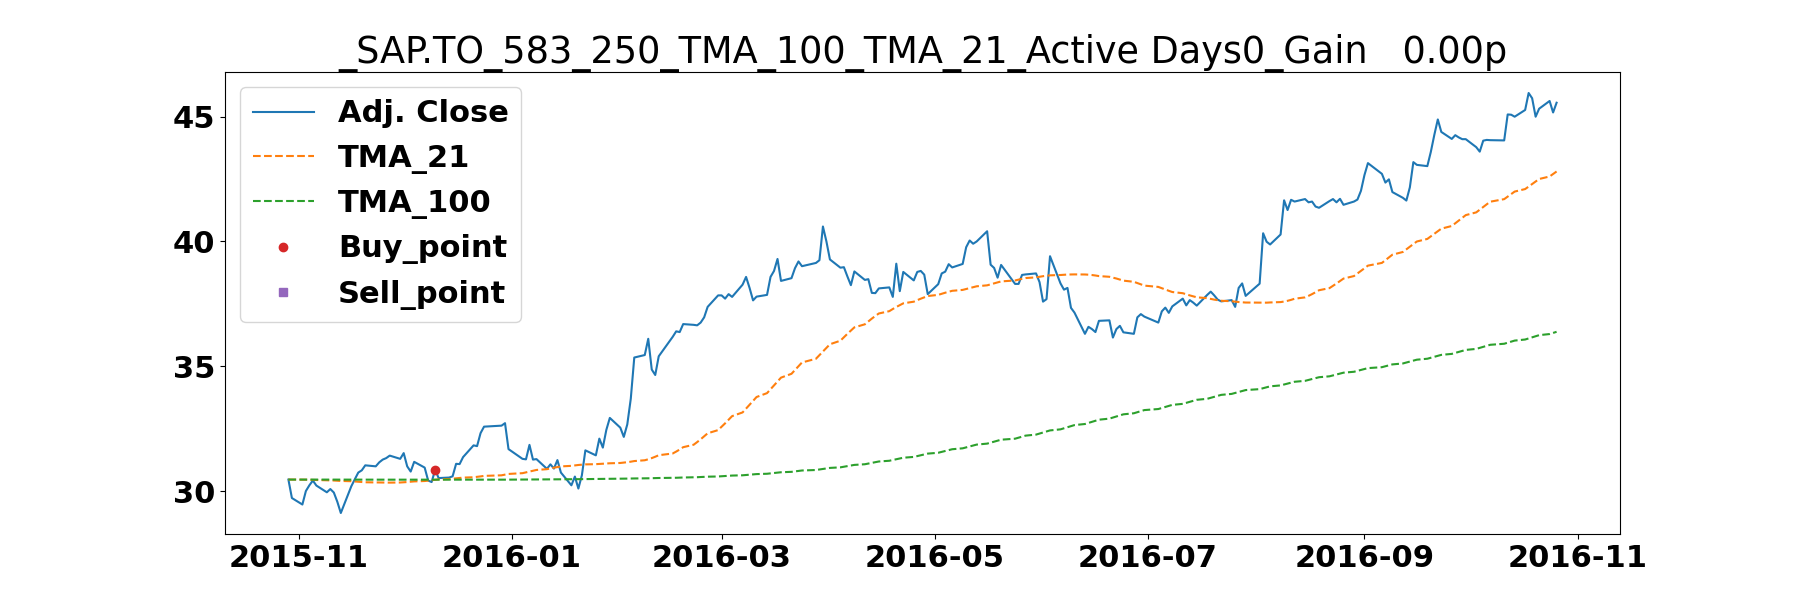 _SAP.TO_583_250_TMA_100_TMA_21_Active Days0_Gain   0.00p
45
40
35
30
Adj. Close
TMA_21
TMA_100
Buy_point
Sell_point
2015-11 2016-01 2016-03 2016-05 2016-07 2016-09 2016-11